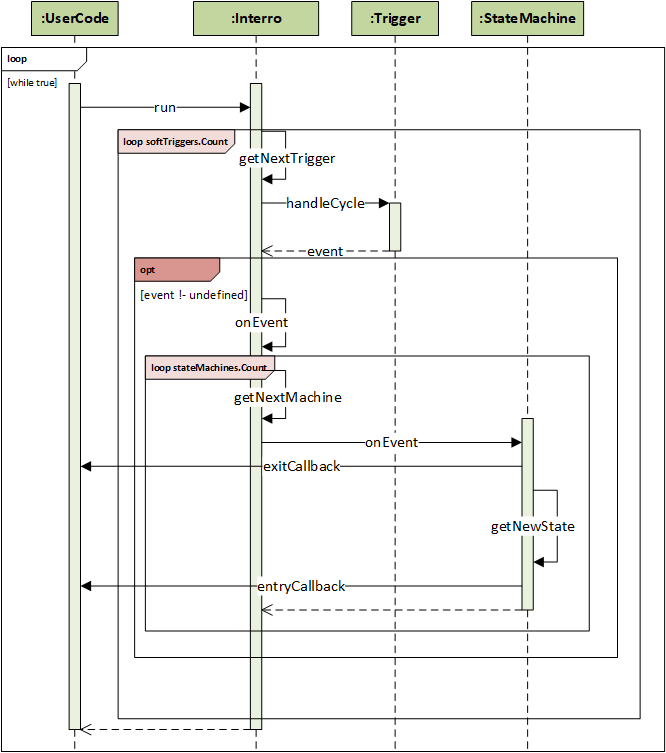 :UserCode
:Interro
:Trigger
:StateMachine
loop
[while true]
run
loop softTriggers.Count
getNextTrigger
handleCycle
event
opt
[event !- undefined]
onEvent
loop stateMachines.Count
getNextMachine
onEvent
exitCallback
getNewState
entryCallback